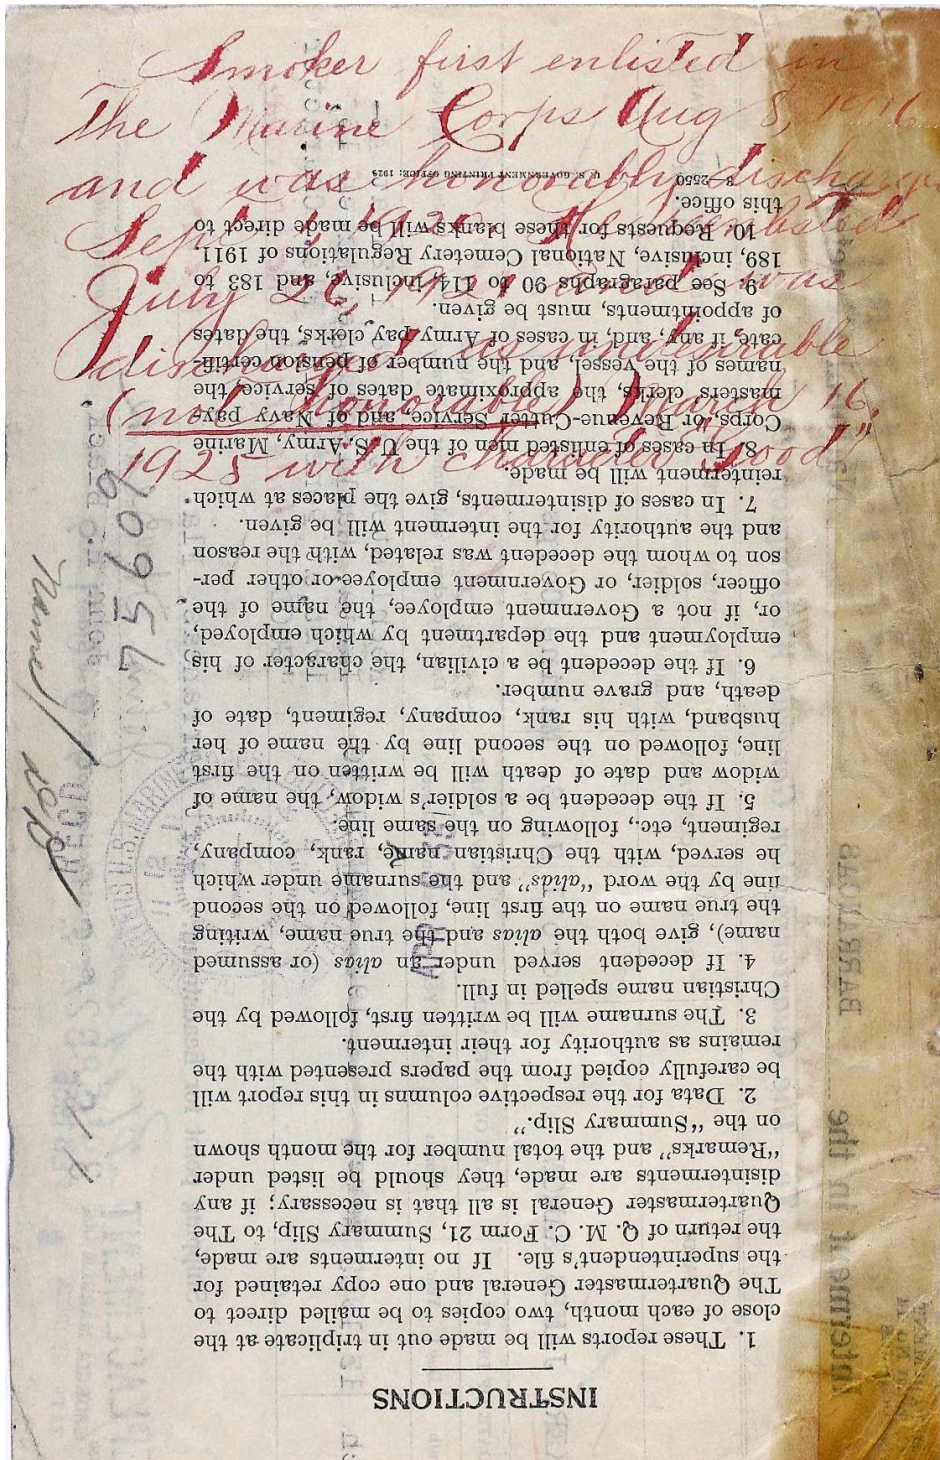 Smoker first enlisted in
the Marine Corps Aug 8, 1916
and was honorably
Sept 1, 1920. He reenlisted
July 26, 1921 and was
discharged as undesirable
(not honorable) March 16,
1925 with character "Good"
INSTRUCTIONS
1. These reports will be made out in triplicate at the
close of each month, two copies to be mailed direct to
The Quartermaster General and one copy retained for
the superintendent's file. If no interments are made,
the return of Q. M. C. Form 21, Summary Slip, to The
Quartermaster General is all that is necessary; if any
disinterments are made, they should be listed under
"Remarks" and the total number for the month shown
on the "Summary Slip."
2. Data for the respective columns in this report will
be carefully copied from the papers presented with the
remains as authority for their interment.
3. The surname will be written first, followed by the
Christian name spelled in full.
4. If decedent served under an alias (or assumed
name), give both the alias and the true name, writing
the true name on the first line, followed on the second
line by the word "alias" and the surname under which
he served, with the Christian name, rank, company,
regiment, etc., following on the same line.
5. If the decedent be a soldier's widow, the name of
widow and date of death will be written on the first
line, followed on the second line by the name of her
husband, with his rank, company, regiment, date of
death, and grave number.
6. If the decedent be a civilian, the character of his
employment and the department by which employed,
or, if not a Government employee, the name of the
officer, soldier, or Government employee or other per-
son to whom the decedent was related, with the reason
and the authority for the interment will be given.
7. In cases of disinterments, give the places at which
reinterment will be made.
8. In cases of enlisted men of the U. S. Army, Marine
Corps, or Revenue-Cutter Service, and of Navy pay-
masters clerks, the approximate dates of service, the
names of the vessel, and the number of pension certifi-
cate, if any, and, in cases of Army pay clerks, the dates
of appointments, must be given.
9. See paragraphs 90 to 114, inclusive, and 183 to
189, inclusive, National Cemetery Regulations of 1911.
10. Requests for these blanks will be made direct to
this office.
3—2550
U. S. GOVERNMENT PRINTING OFFICE: 1929
Interment in the
BARRANCAS